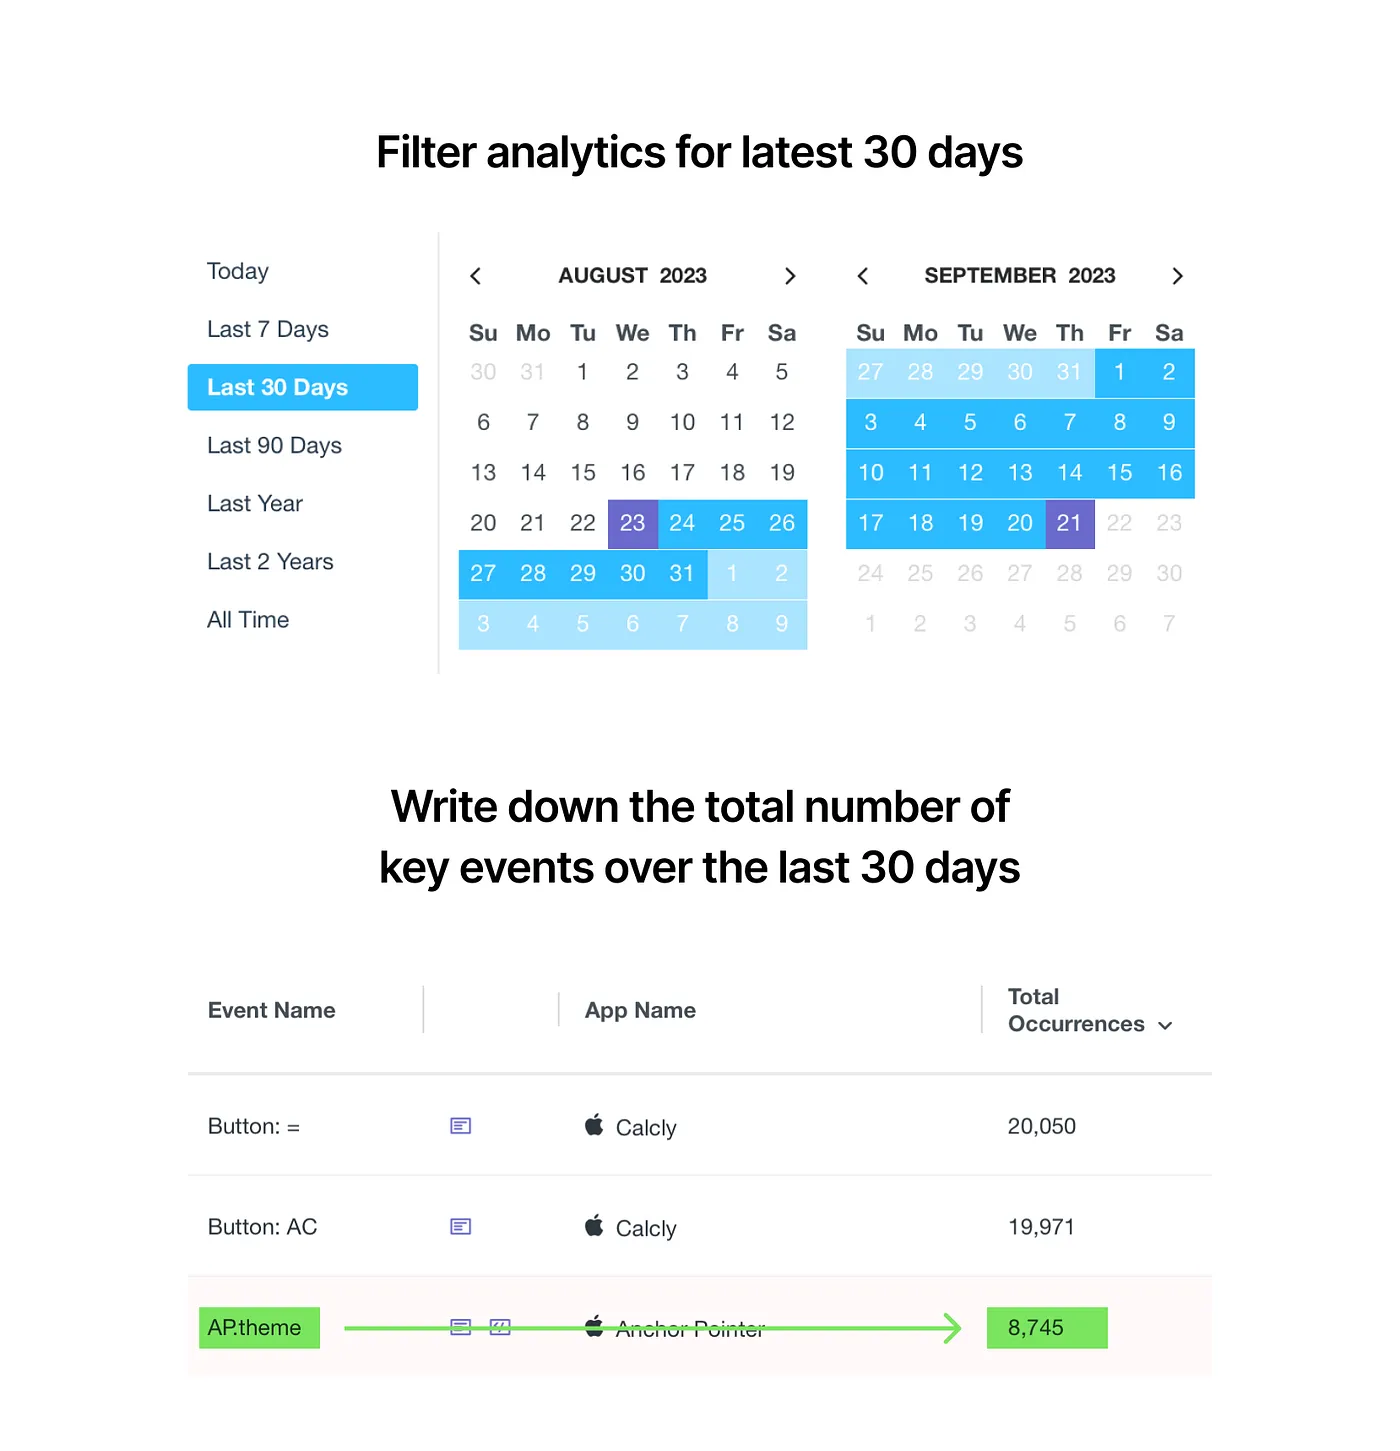 Filter analytics for latest 30 days
Today
Last 7 Days
Last 30 Days
Last 90 Days
Last Year
Last 2 Years
All Time
AUGUST 2023
Su Mo Tu We Th Fr Sa
30 31 1 2 3 4 5
6 7 8 9 10 11 12
13 14 15 16 17 18 19
20 21 22 23 24 25 26
27 28 29 30 31 1 2
3 4 5 6 7 8 9
SEPTEMBER 2023
Su Mo Tu We Th Fr Sa
27 28 29 30 31 1 2
3 4 5 6 7 8 9
10 11 12 13 14 15 16
17 18 19 20 21 22 23
24 25 26 27 28 29 30
1 2 3 4 5 6 7
Write down the total number of
key events over the last 30 days
Event Name App Name Total
Occurrences
Button: = Calcly 20,050
Button: AC Calcly 19,971
AP.theme Anchor Pointer 8,745